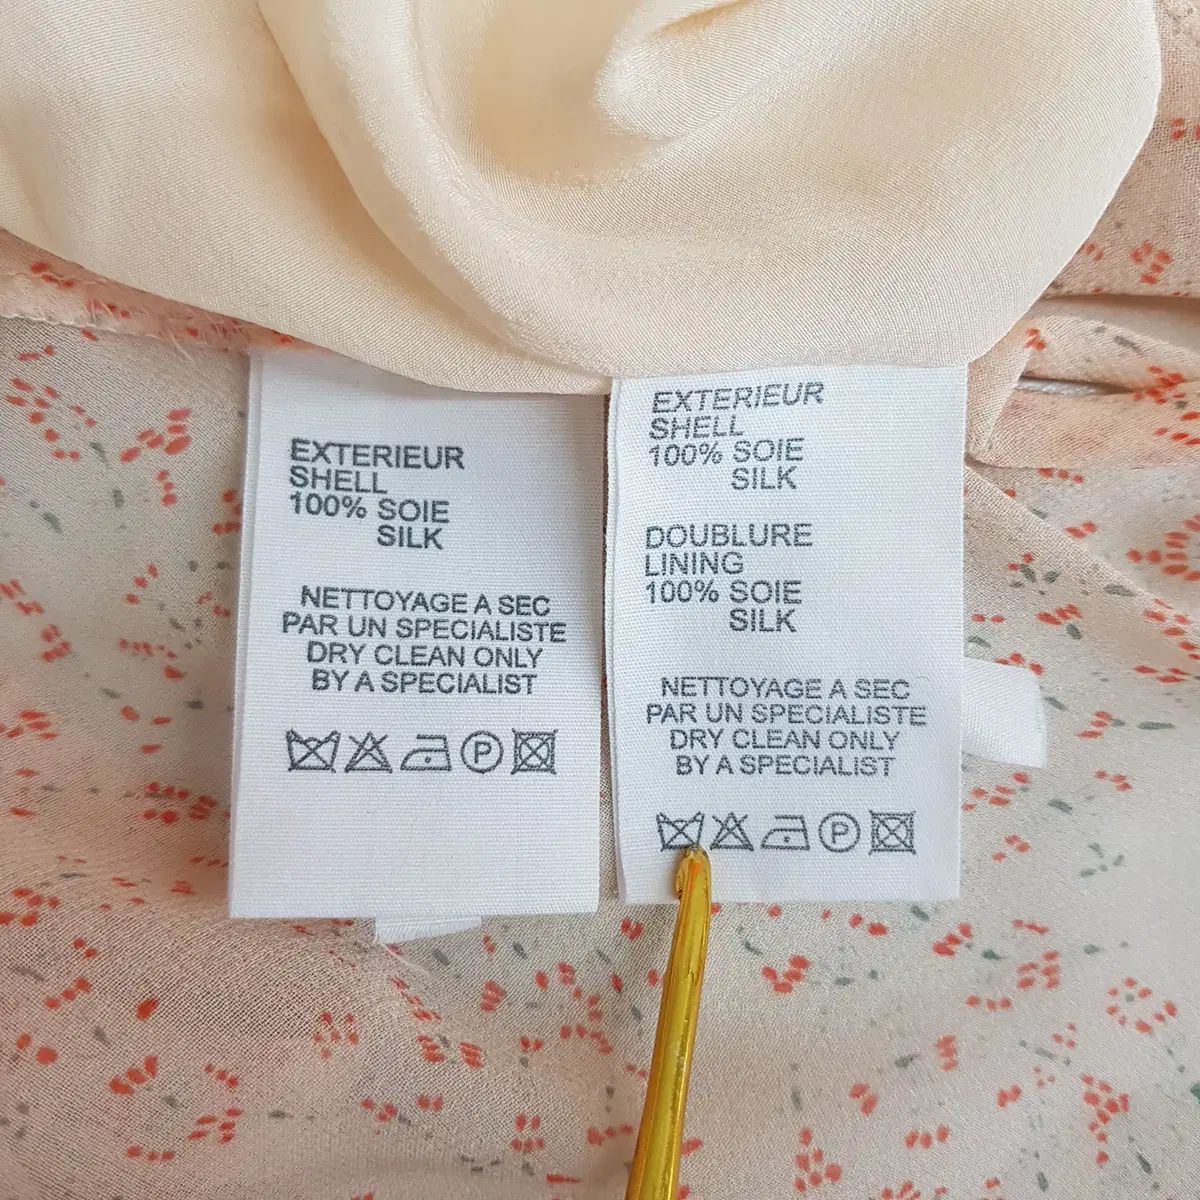 EXTERIEUR
SHELL
100% SOIE
SILK
NETTOYAGE A SEC
PAR UN SPECIALISTE
DRY CLEAN ONLY
BY A SPECIALIST
P
EXTERIEUR
SHELL
100% SOIE
SILK
DOUBLURE
LINING
100% SOIE
SILK
NETTOYAGE A SEC
PAR UN SPECIALISTE
DRY CLEAN ONLY
BY A SPECIALIST
P